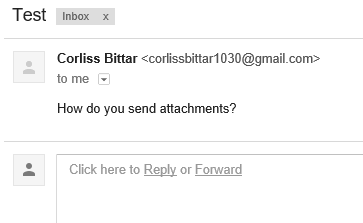 Test Inbox x
Corliss Bittar <corlissbittar1030@gmail.com>
to me
How do you send attachments?
Click here to Reply or Forward